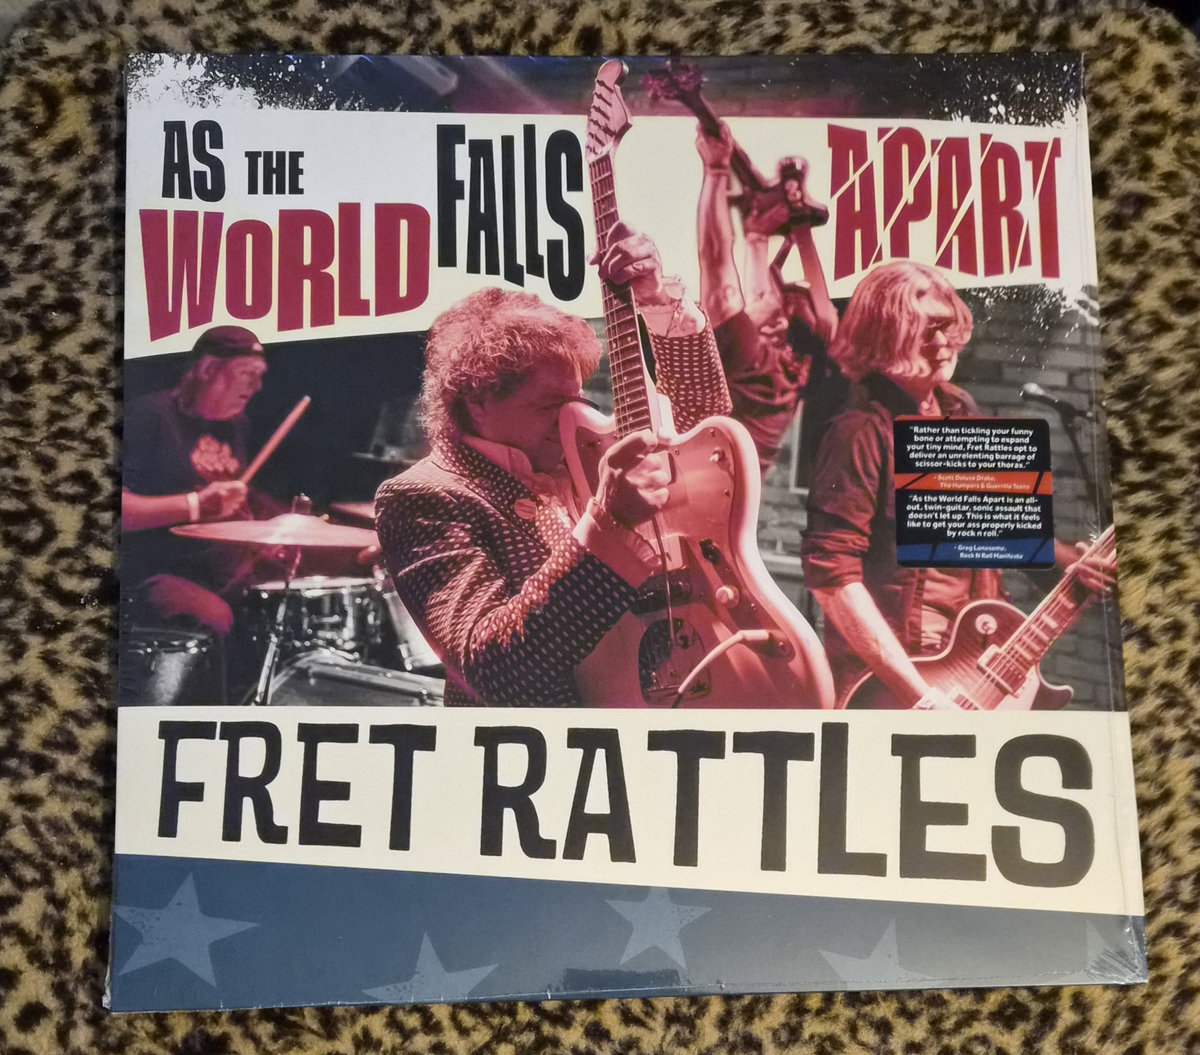 AS THE
WORLD
FALLS
APART
"Rather than tickling your funny
bone or attempting to expand
your tiny mind, Fret Rattles opt to
deliver an unrelenting barrage of
scissor-kicks to your thorax."
- Scott Deluxe Drake,
The Humpers & Guerrilla Teens
"As the World Falls Apart is an all-
out, twin-guitar, sonic assault that
doesn't let up. This is what it feels
like to get your ass properly kicked
by rock n roll."
- Greg Lonesome,
Rock N Roll Manifesto
FRET RATTLES